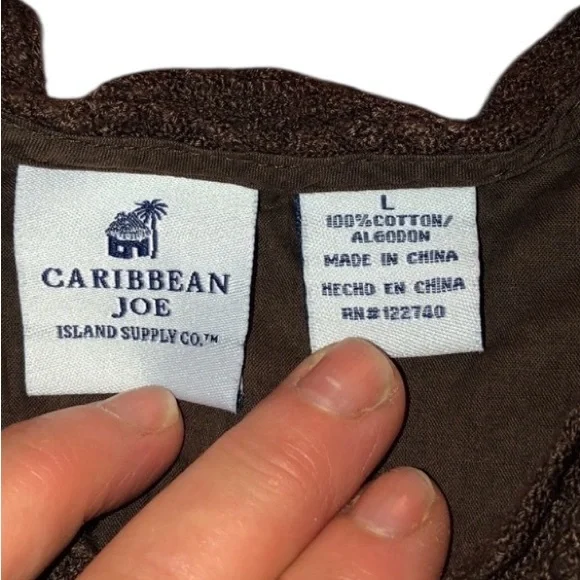 CARIBBEAN
JOE
ISLAND SUPPLY CO.™
L
100%COTTON/
ALGODON
MADE IN CHINA
HECHO EN CHINA
RN#122740